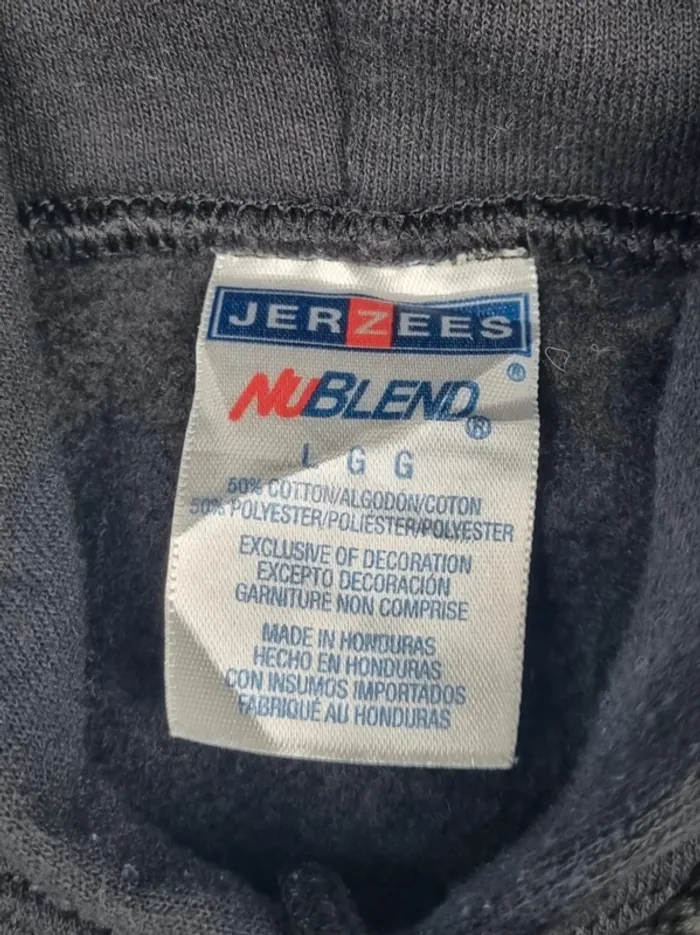 JERZEES
®
NUBLEND®
L G G
50% COTTON/ALGODÓN/COTON
50% POLYESTER/POLIÉSTER/POLYESTER
EXCLUSIVE OF DECORATION
EXCEPTO DECORACIÓN
GARNITURE NON COMPRISE
MADE IN HONDURAS
HECHO EN HONDURAS
CON INSUMOS IMPORTADOS
FABRIQUÉ AU HONDURAS